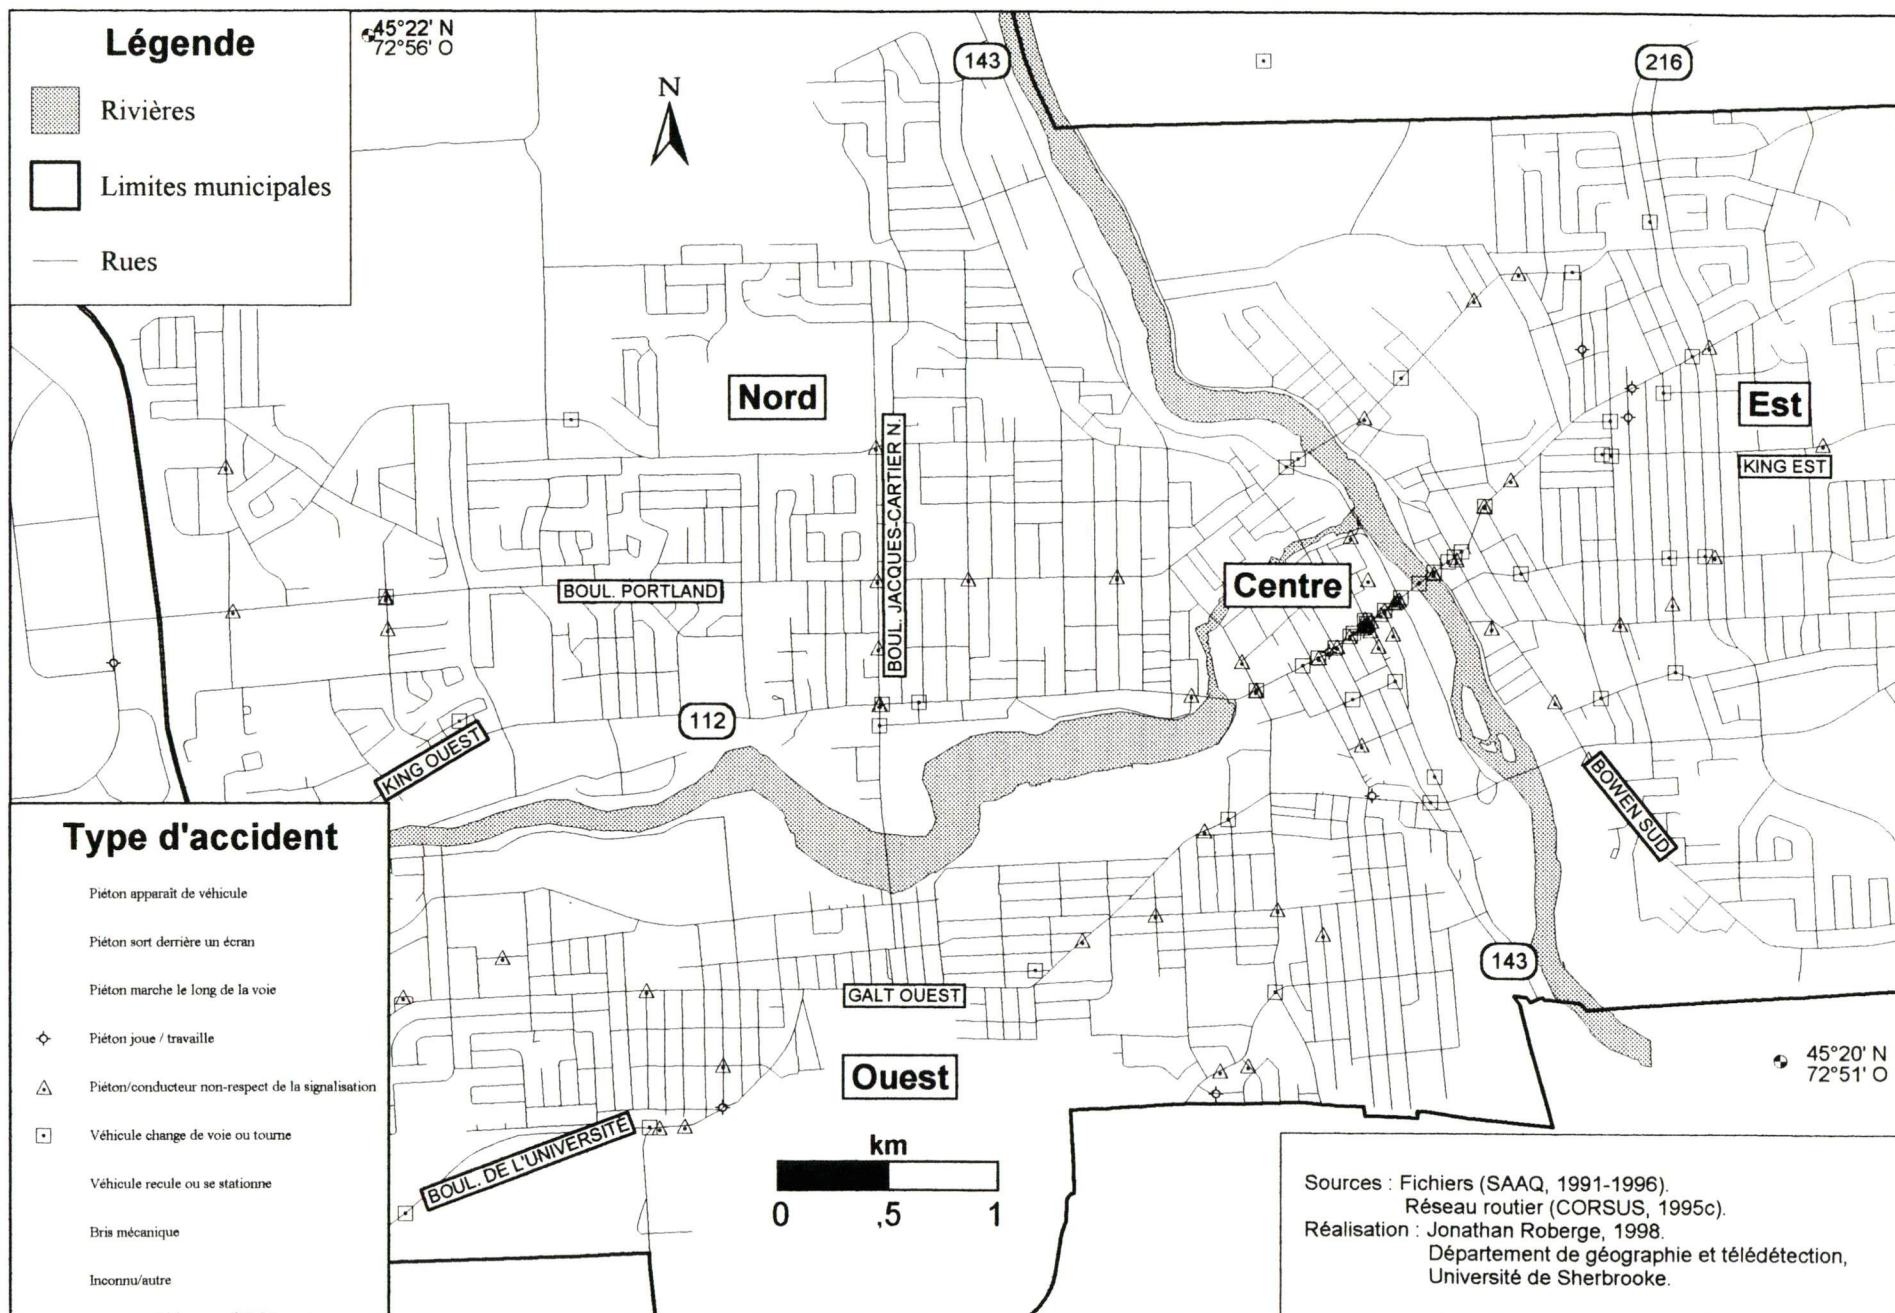 Légende
Rivières
Limites municipales
Rues
45°22' N
72°56' O
N
143
216
Nord
Est
KING EST
BOUL. JACQUES-CARTIER N.
BOUL. PORTLAND
Centre
112
KING OUEST
BOWEN SUD
143
GALT OUEST
Ouest
BOUL. DE L'UNIVERSITÉ
45°20' N
72°51' O
Type d'accident
Piéton apparaît de véhicule
Piéton sort derrière un écran
Piéton marche le long de la voie
Piéton joue / travaille
Piéton/conducteur non-respect de la signalisation
Véhicule change de voie ou tourne
Véhicule recule ou se stationne
Bris mécanique
Inconnu/autre
km
0 ,5 1
Sources : Fichiers (SAAQ, 1991-1996).
Réseau routier (CORSUS, 1995c).
Réalisation : Jonathan Roberge, 1998.
Département de géographie et télédétection,
Université de Sherbrooke.